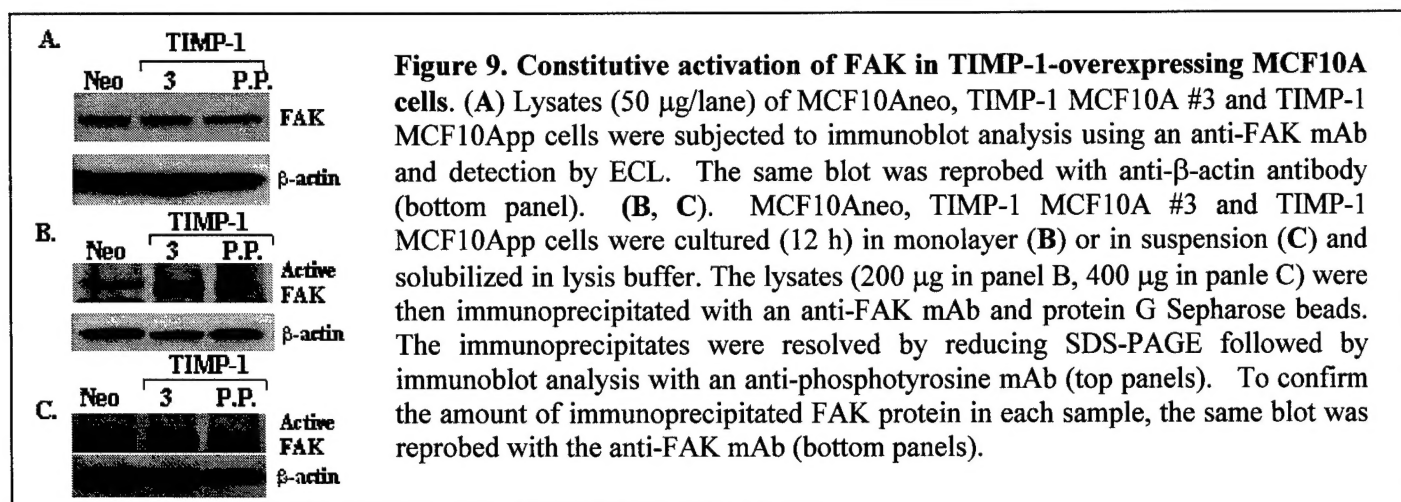 A.
TIMP-1
Neo 3 P.P.
FAK
β-actin
TIMP-1
B.
Neo 3 P.P.
Active
FAK
β-actin
TIMP-1
C.
Neo 3 P.P.
Active
FAK
β-actin
Figure 9. Constitutive activation of FAK in TIMP-1-overexpressing MCF10A
cells. (A) Lysates (50 μg/lane) of MCF10Aneo, TIMP-1 MCF10A #3 and TIMP-1
MCF10App cells were subjected to immunoblot analysis using an anti-FAK mAb
and detection by ECL. The same blot was reprobed with anti-β-actin antibody
(bottom panel). (B, C). MCF10Aneo, TIMP-1 MCF10A #3 and TIMP-1
MCF10App cells were cultured (12 h) in monolayer (B) or in suspension (C) and
solubilized in lysis buffer. The lysates (200 μg in panel B, 400 μg in panle C) were
then immunoprecipitated with an anti-FAK mAb and protein G Sepharose beads.
The immunoprecipitates were resolved by reducing SDS-PAGE followed by
immunoblot analysis with an anti-phosphotyrosine mAb (top panels). To confirm
the amount of immunoprecipitated FAK protein in each sample, the same blot was
reprobed with the anti-FAK mAb (bottom panels).